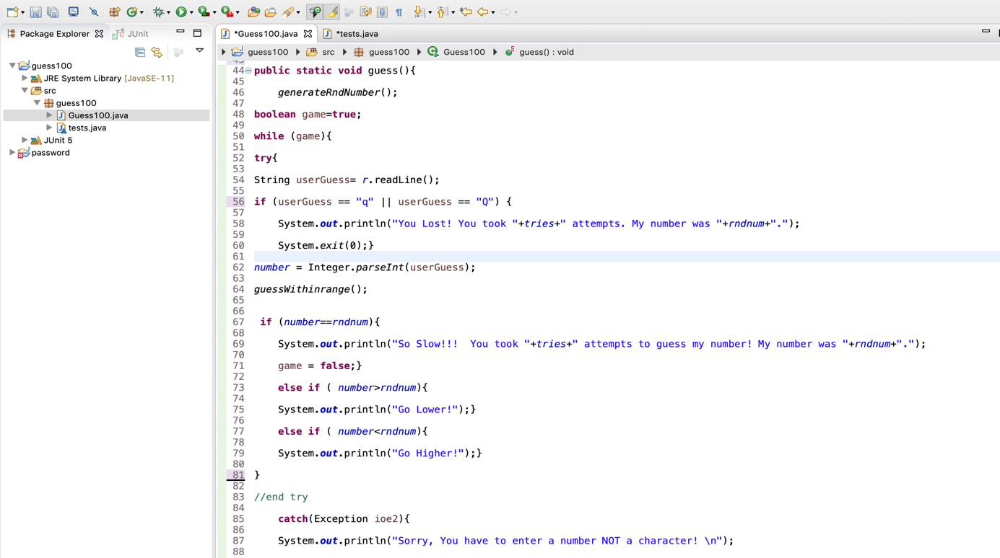 Package Explorer
JUnit
*Guess100.java
*tests.java
guess100
src
guess100
Guess100
guess() : void
guess100
JRE System Library [JavaSE-11]
src
guess100
Guess100.java
tests.java
JUnit 5
password
44 public static void guess(){
45
46 generateRndNumber();
47
48 boolean game=true;
49
50 while (game){
51
52 try{
53
54 String userGuess= r.readLine();
55
56 if (userGuess == "q" || userGuess == "Q") {
57
58 System.out.println("You Lost! You took "+tries+" attempts. My number was "+rndnum+".");
59
60 System.exit(0);}
61
62 number = Integer.parseInt(userGuess);
63
64 guessWithinrange();
65
66
67 if (number==rndnum){
68
69 System.out.println("So Slow!!!  You took "+tries+" attempts to guess my number! My number was "+rndnum+".");
70
71 game = false;}
72
73 else if ( number>rndnum){
74
75 System.out.println("Go Lower!");}
76
77 else if ( number<rndnum){
78
79 System.out.println("Go Higher!");}
80
81 }
82
83 //end try
84
85 catch(Exception ioe2){
86
87 System.out.println("Sorry, You have to enter a number NOT a character! \n");
88